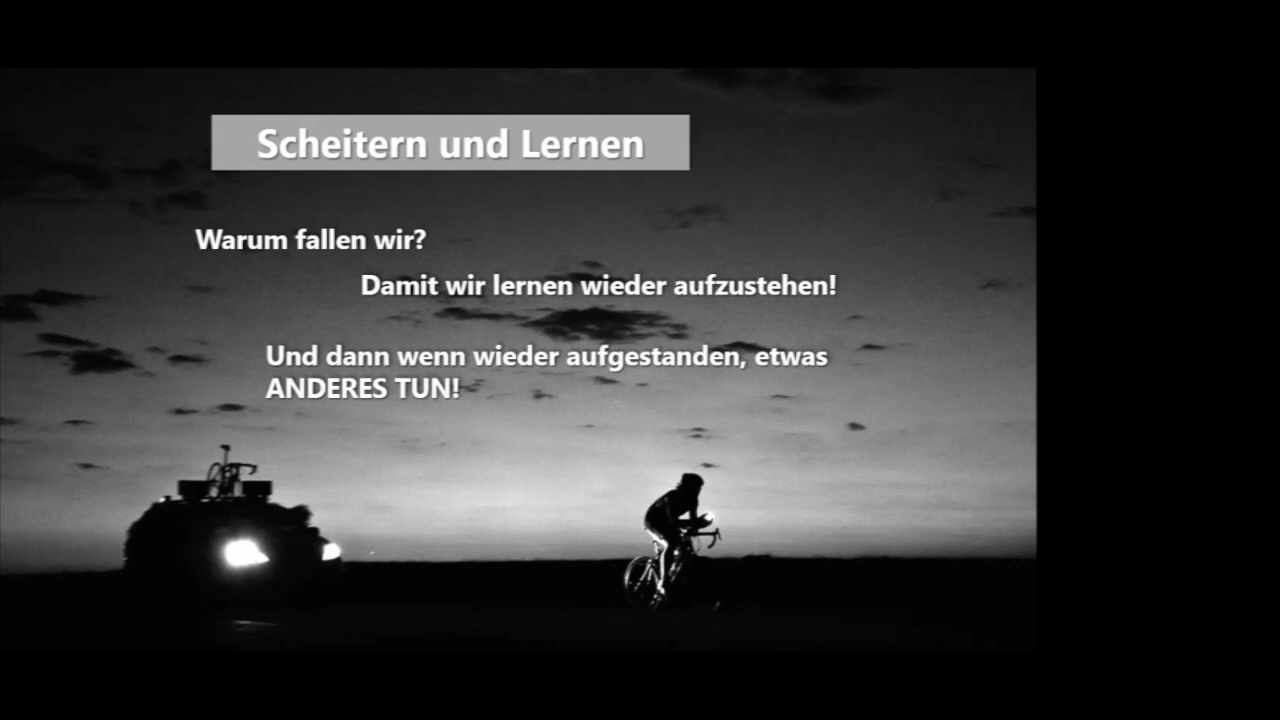 Scheitern und Lernen
Warum fallen wir?
Damit wir lernen wieder aufzustehen!
Und dann wenn wieder aufgestanden, etwas
ANDERES TUN!